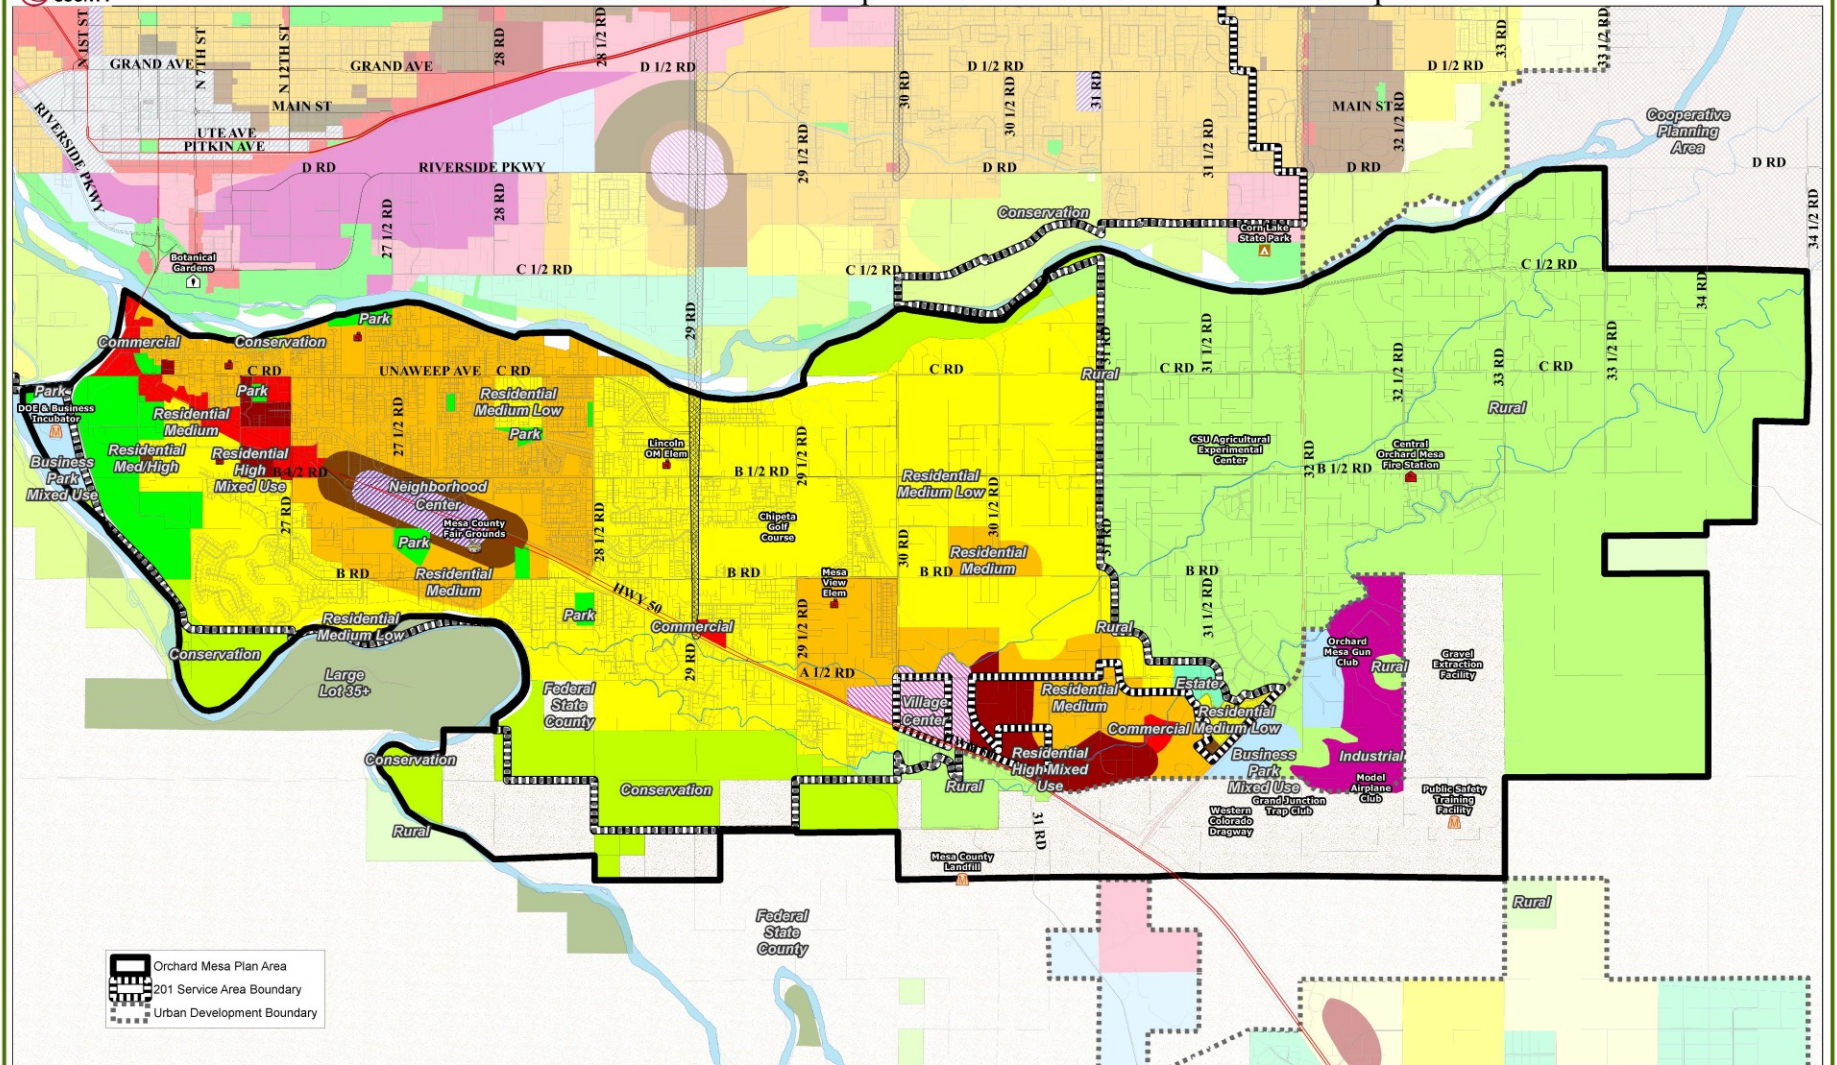 N 1ST ST
N 7TH ST
N 12TH ST
28 RD
28 1/2 RD
33 RD
33 1/2 RD
GRAND AVE
GRAND AVE
D 1/2 RD
D 1/2 RD
D 1/2 RD
30 RD
30 1/2 RD
31 RD
MAIN ST
MAIN ST
32 1/2 RD
RIVERSIDE PKWY
UTE AVE
PITKIN AVE
Cooperative
Planning
Area
29 1/2 RD
31 1/2 RD
D RD
RIVERSIDE PKWY
D RD
D RD
D RD
27 1/2 RD
28 RD
34 1/2 RD
Conservation
Corn Lake
State Park
Botanical
Gardens
C 1/2 RD
C 1/2 RD
C 1/2 RD
34 RD
29 RD
Park
Commercial
Conservation
31 RD
31 1/2 RD
32 1/2 RD
33 RD
33 1/2 RD
C RD
UNAWEEP AVE
C RD
C RD
C RD
C RD
Rural
Park
Park
DOE & Business
Incubator
Residential
Medium
Residential
Medium Low
27 1/2 RD
Park
Rural
Residential
Med/High
Residential
High
Mixed Use
Lincoln
OM Elem
29 1/2 RD
CSU Agricultural
Experimental
Center
32 RD
Central
Orchard Mesa
Fire Station
Business
Park
Mixed Use
B 1/2 RD
B 1/2 RD
B 1/2 RD
Residential
Medium Low
30 1/2 RD
Neighborhood
Center
Mesa County
Fair Grounds
27 RD
28 1/2 RD
Chipeta
Golf
Course
30 RD
31 RD
Park
Residential
Medium
B RD
Residential
Medium
B RD
B RD
B RD
Mesa
View
Elem
HWY 50
Park
31 1/2 RD
Residential
Medium Low
Commercial
29 1/2 RD
Rural
Conservation
29 RD
A 1/2 RD
Orchard
Mesa Gun
Club
Rural
Gravel
Extraction
Facility
Large
Lot 35+
Federal
State
County
Village
Center
Residential
Medium
Estate
Residential
Commercial Medium Low
Conservation
Residential
High Mixed
Use
Business
Park
Mixed Use
Industrial
Conservation
Rural
Model
Airplane
Club
Public Safety
Training
Facility
Grand Junction
Trap Club
Western
Colorado
Dragway
Rural
31 RD
Mesa County
Landfill
Federal
State
County
Rural
Orchard Mesa Plan Area
201 Service Area Boundary
Urban Development Boundary